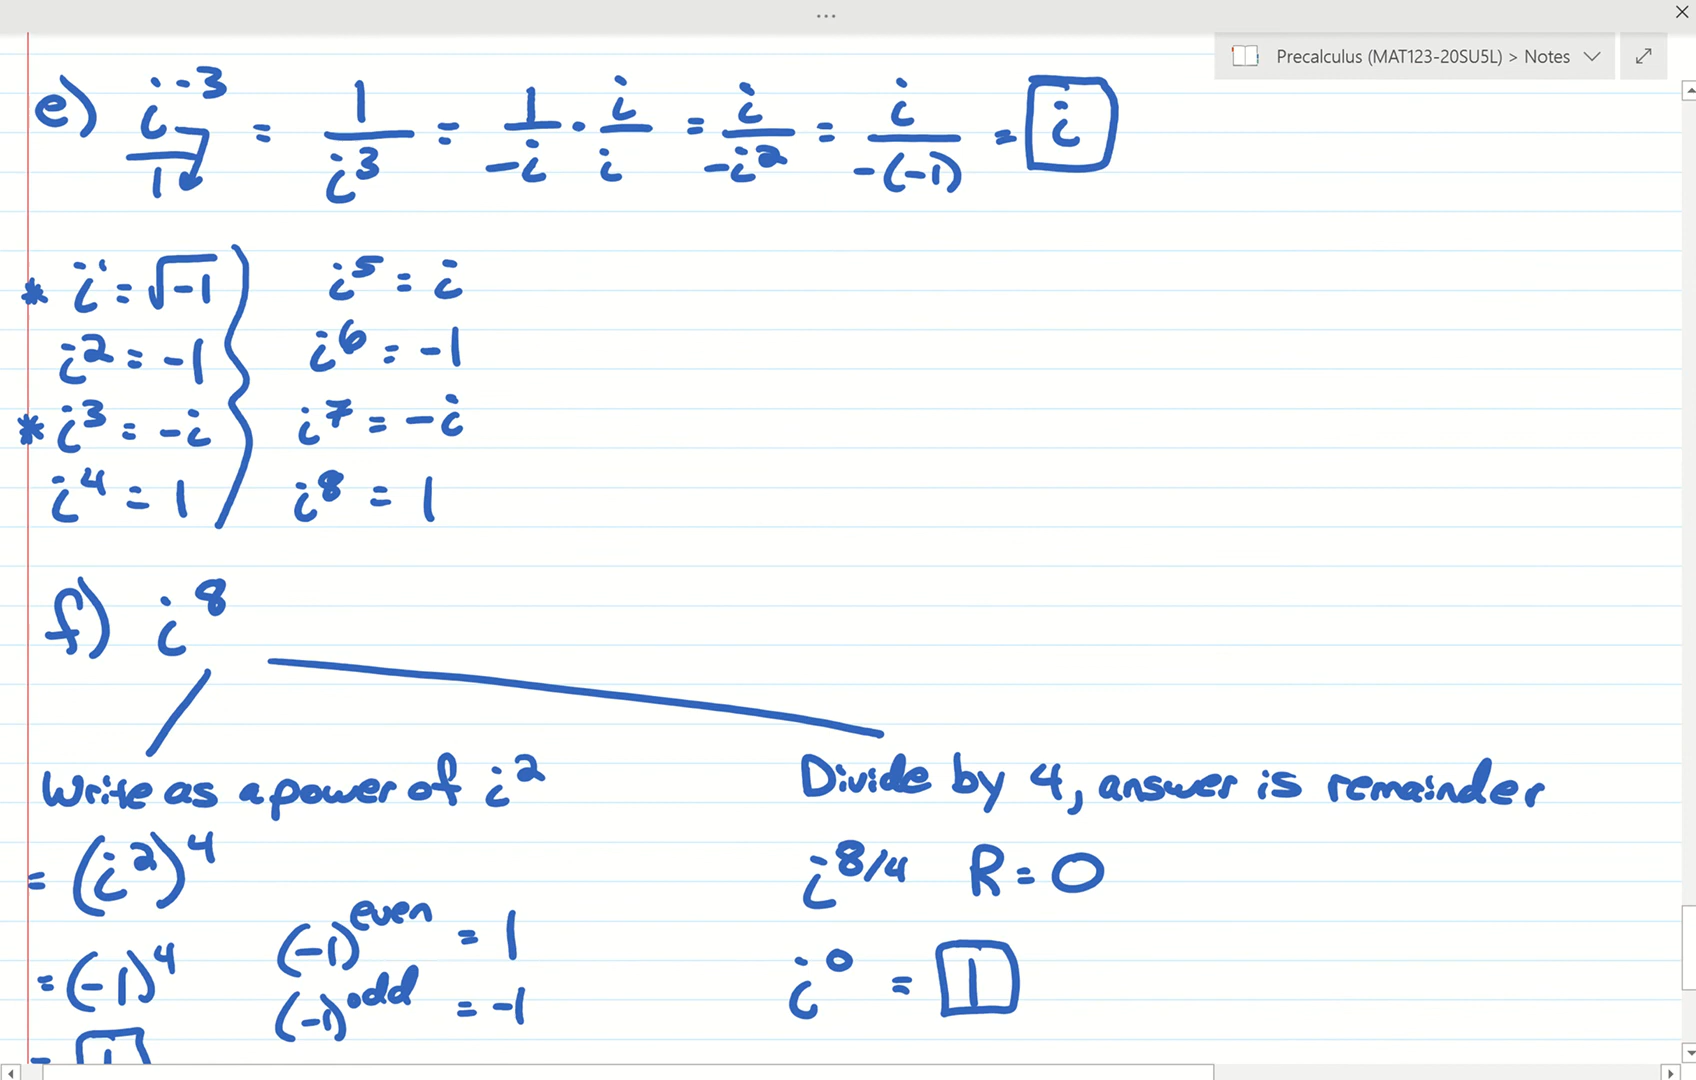 Precalculus (MAT123-20SU5L) > Notes
e) i^-3/1 = 1/i^3 = 1/-i · i/i = i/-i^2 = i/-(-1) = i
* i^1 = √-1 i^5 = i
i^2 = -1 i^6 = -1
* i^3 = -i i^7 = -i
i^4 = 1 i^8 = 1
f) i^8
Write as a power of i^2
= (i^2)^4
= (-1)^4
= 1
(-1)^even = 1
(-1)^odd = -1
Divide by 4, answer is remainder
i^8/4 R = 0
i^0 = 1